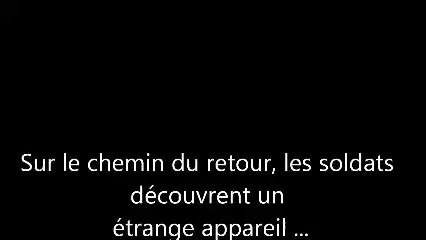 Sur le chemin du retour, les soldats
découvrent un
étrange appareil ...